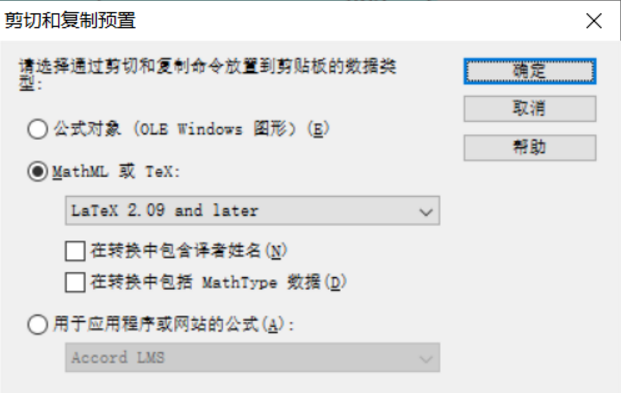 剪切和复制预置
请选择通过剪切和复制命令放置到剪贴板的数据类
型:
确定
取消
帮助
公式对象 (OLE Windows 图形) (E)
MathML 或 TeX:
LaTeX 2.09 and later
在转换中包含译者姓名(N)
在转换中包括 MathType 数据(D)
用于应用程序或网站的公式(A):
Accord LMS